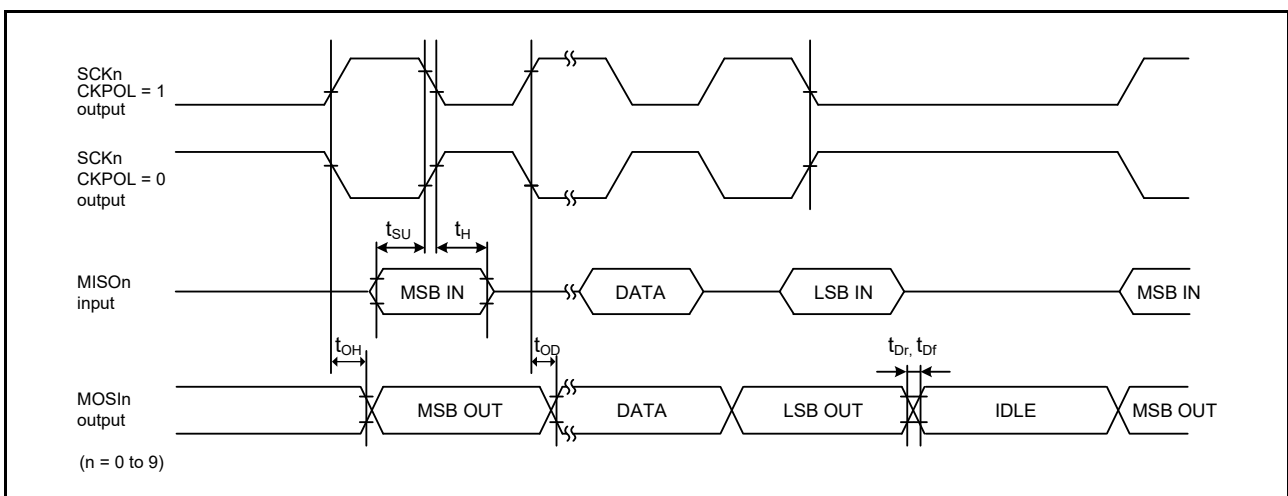 SCKn
CKPOL = 1
output
SCKn
CKPOL = 0
output
tSU
tH
MISOn
input
MSB IN
DATA
LSB IN
MSB IN
tOH
tOD
tDr, tDf
MOSIn
output
MSB OUT
DATA
LSB OUT
IDLE
MSB OUT
(n = 0 to 9)